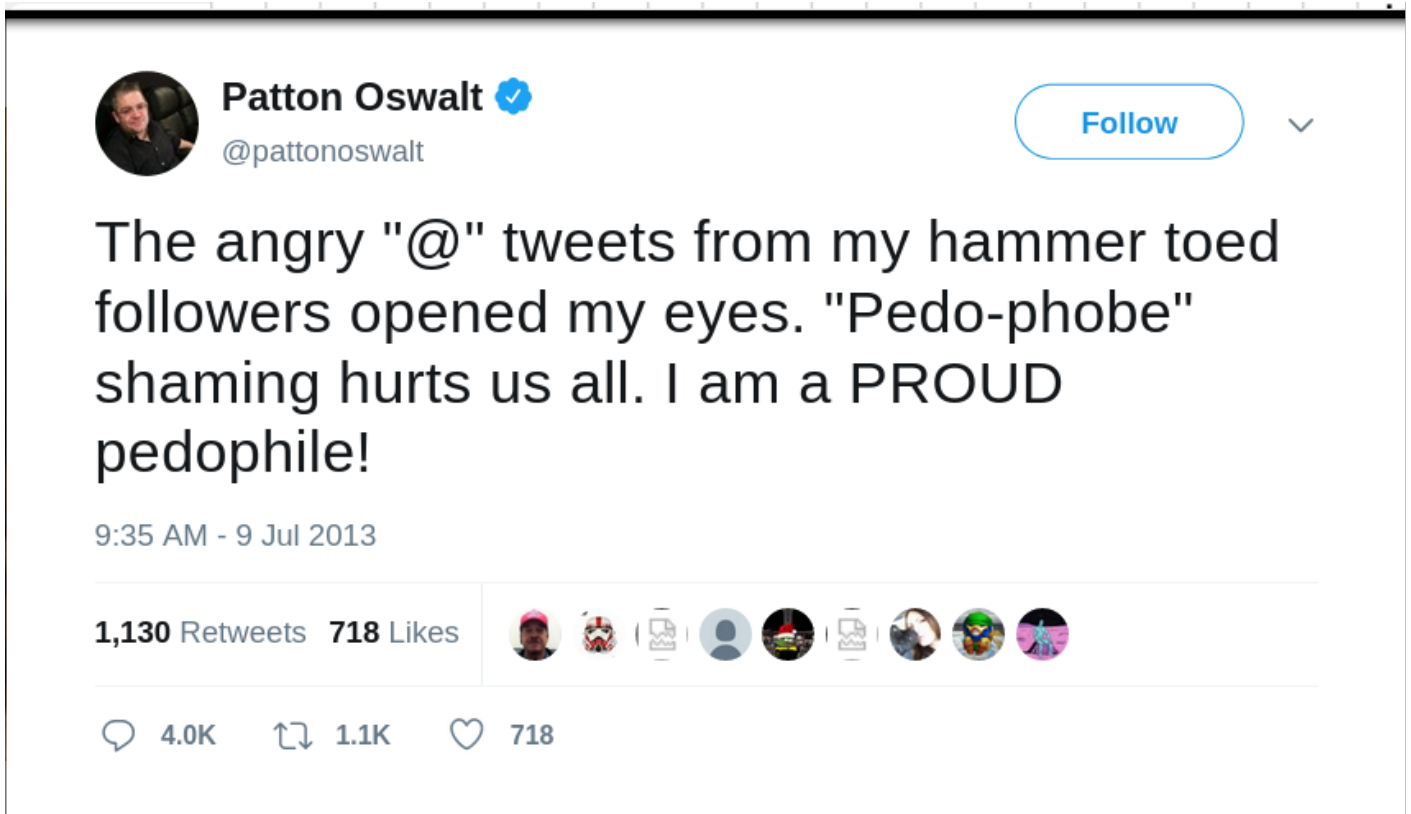 Patton Oswalt
@pattonoswalt
Follow
The angry "@" tweets from my hammer toed
followers opened my eyes. "Pedo-phobe"
shaming hurts us all. I am a PROUD
pedophile!
9:35 AM - 9 Jul 2013
1,130 Retweets 718 Likes
4.0K 1.1K 718